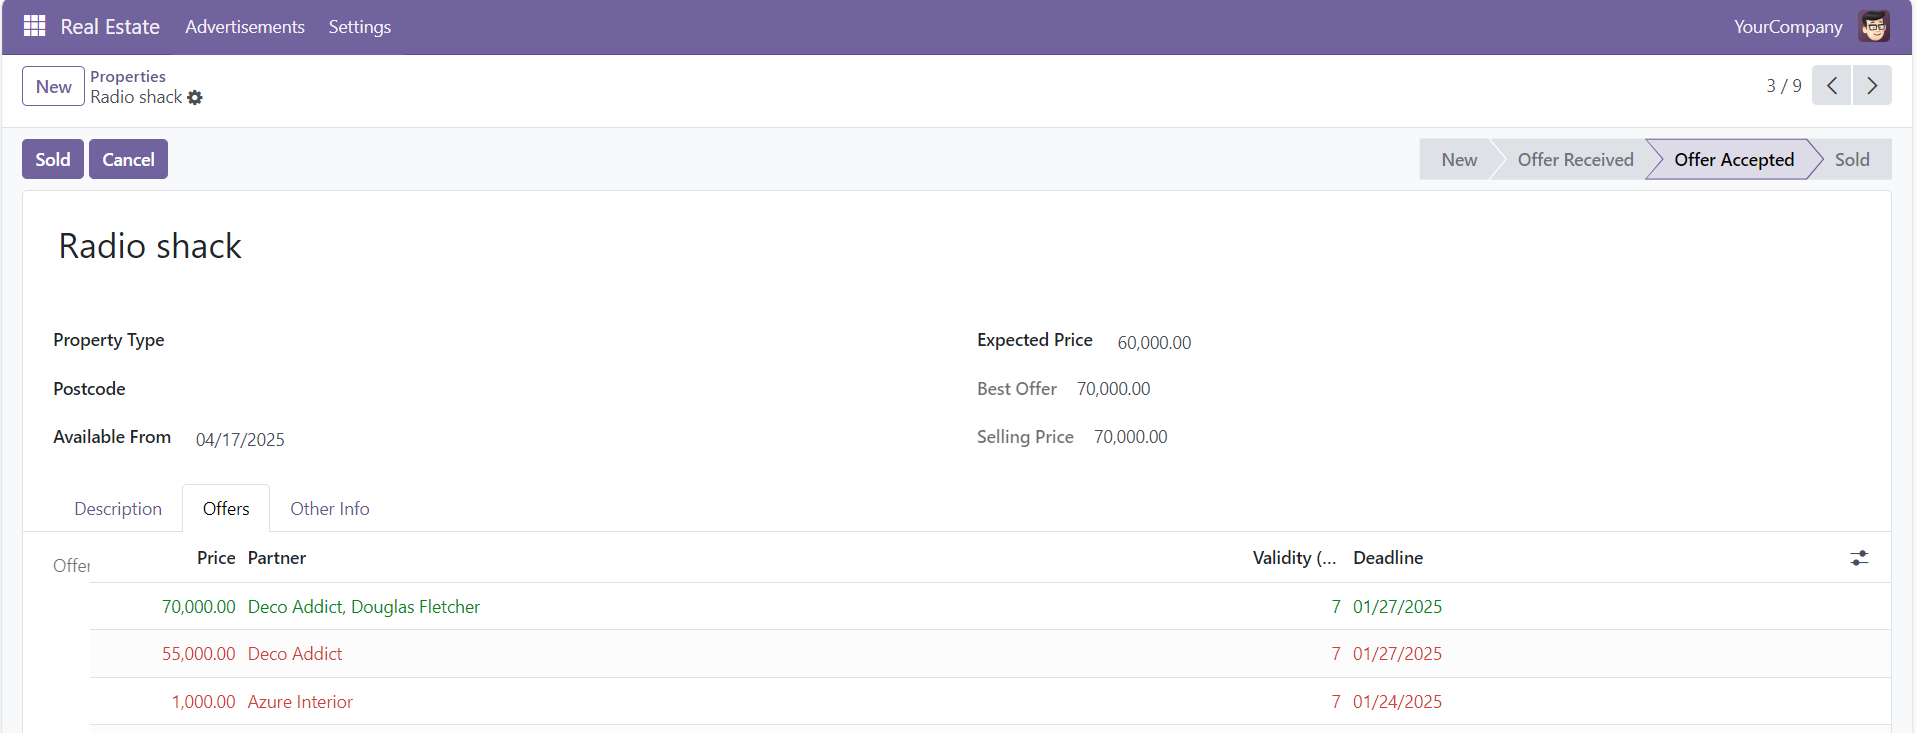 Real Estate Advertisements Settings YourCompany
New Properties
Radio shack 3 / 9
Sold Cancel New Offer Received Offer Accepted Sold
Radio shack
Property Type Expected Price 60,000.00
Postcode Best Offer 70,000.00
Available From 04/17/2025 Selling Price 70,000.00
Description Offers Other Info
Offer Price Partner Validity (... Deadline
70,000.00 Deco Addict, Douglas Fletcher 7 01/27/2025
55,000.00 Deco Addict 7 01/27/2025
1,000.00 Azure Interior 7 01/24/2025